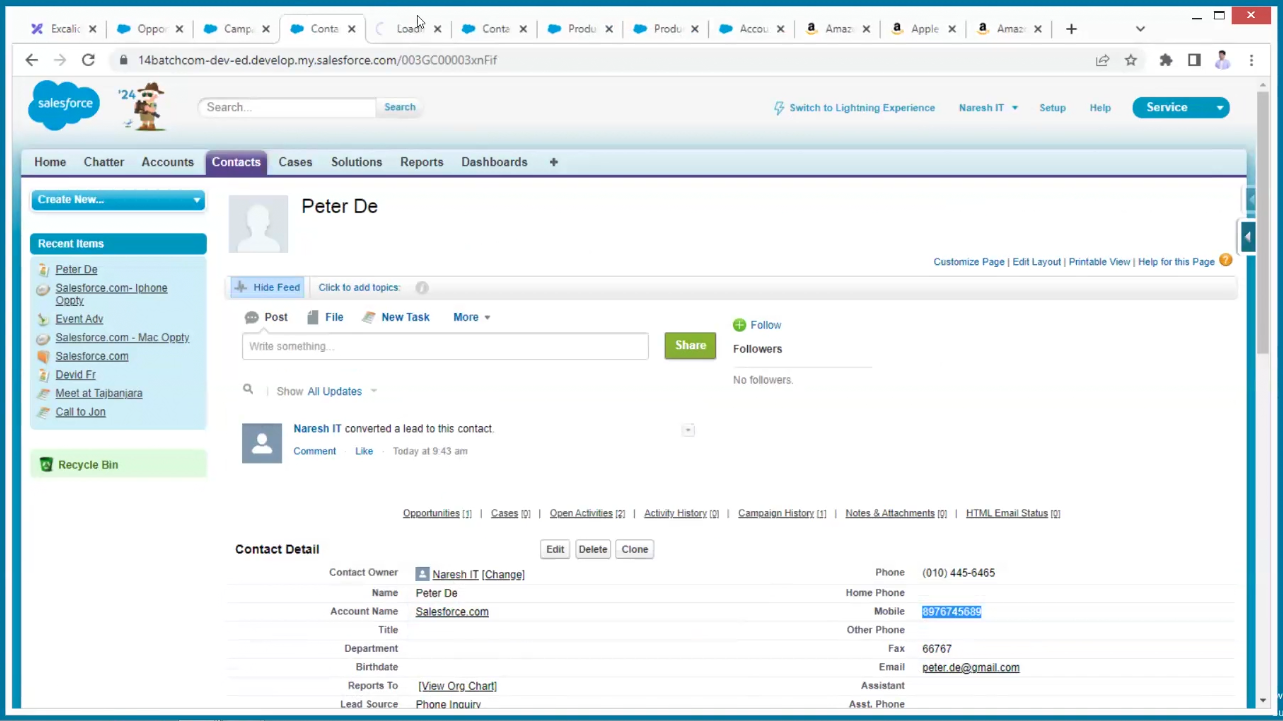 Excalic
Oppor
Camp
Conta
Load
Conta
Produ
Produ
Accou
Amaz
Apple
Amaz
14batchcom-dev-ed.develop.my.salesforce.com/003GC00003xnFif
salesforce
'24
Search...
Search
Switch to Lightning Experience
Naresh IT
Setup
Help
Service
Home
Chatter
Accounts
Contacts
Cases
Solutions
Reports
Dashboards
Create New...
Recent Items
Peter De
Salesforce.com- Iphone
Oppty
Event Adv
Salesforce.com - Mac Oppty
Salesforce.com
Devid Fr
Meet at Tajbanjara
Call to Jon
Recycle Bin
Peter De
Customize Page | Edit Layout | Printable View | Help for this Page
Hide Feed
Click to add topics:
Post
File
New Task
More
Write something...
Share
Follow
Followers
No followers.
Show All Updates
Naresh IT converted a lead to this contact.
Comment · Like · Today at 9:43 am
Opportunities [1] | Cases [0] | Open Activities [2] | Activity History [0] | Campaign History [1] | Notes & Attachments [0] | HTML Email Status [0]
Contact Detail
Edit
Delete
Clone
Contact Owner Naresh IT [Change]
Phone (010) 445-6465
Name Peter De
Home Phone
Account Name Salesforce.com
Mobile 8976745689
Title
Other Phone
Department
Fax 66767
Birthdate
Email peter.de@gmail.com
Reports To [View Org Chart]
Assistant
Lead Source Phone Inquiry
Asst. Phone